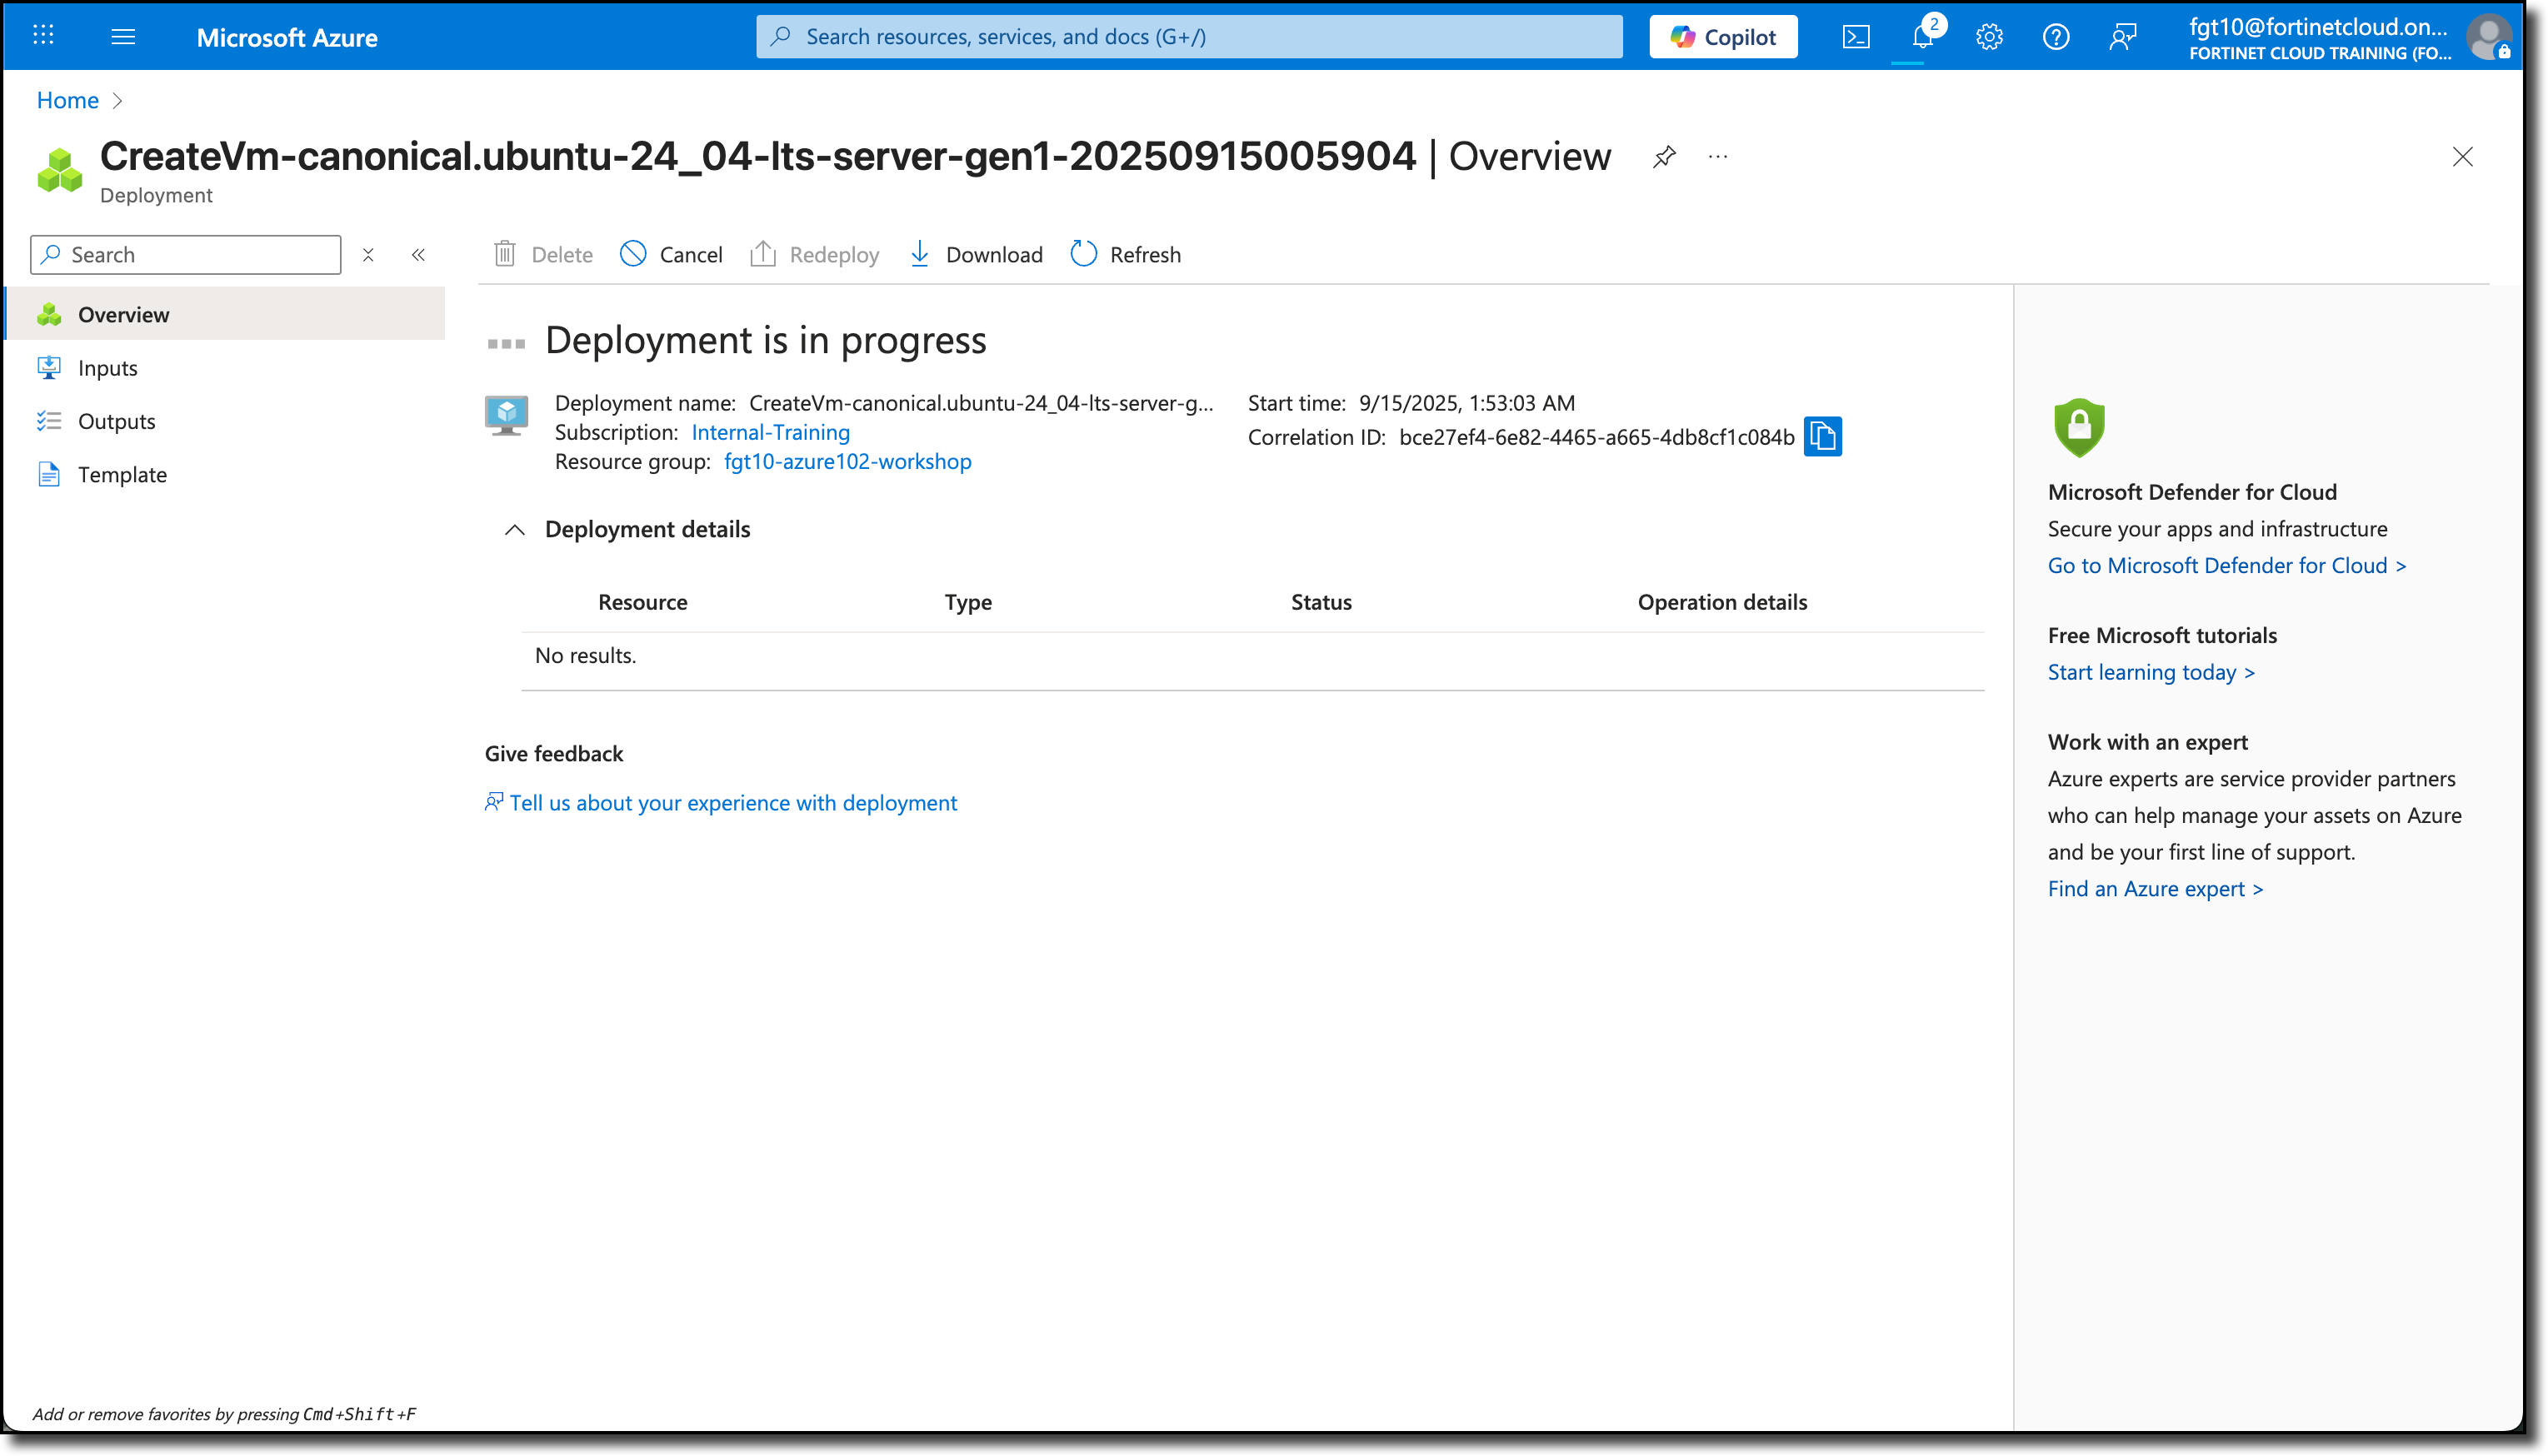 Microsoft Azure
Search resources, services, and docs (G+/)
Copilot
2
fgt10@fortinetcloud.on...
FORTINET CLOUD TRAINING (FO...
Home
CreateVm-canonical.ubuntu-24_04-lts-server-gen1-20250915005904 | Overview
Deployment
Search
Delete
Cancel
Redeploy
Download
Refresh
Overview
Inputs
Outputs
Template
Deployment is in progress
Deployment name: CreateVm-canonical.ubuntu-24_04-lts-server-g...
Subscription: Internal-Training
Resource group: fgt10-azure102-workshop
Start time: 9/15/2025, 1:53:03 AM
Correlation ID: bce27ef4-6e82-4465-a665-4db8cf1c084b
Deployment details
Resource Type Status Operation details
No results.
Give feedback
Tell us about your experience with deployment
Microsoft Defender for Cloud
Secure your apps and infrastructure
Go to Microsoft Defender for Cloud >
Free Microsoft tutorials
Start learning today >
Work with an expert
Azure experts are service provider partners
who can help manage your assets on Azure
and be your first line of support.
Find an Azure expert >
Add or remove favorites by pressing Cmd+Shift+F